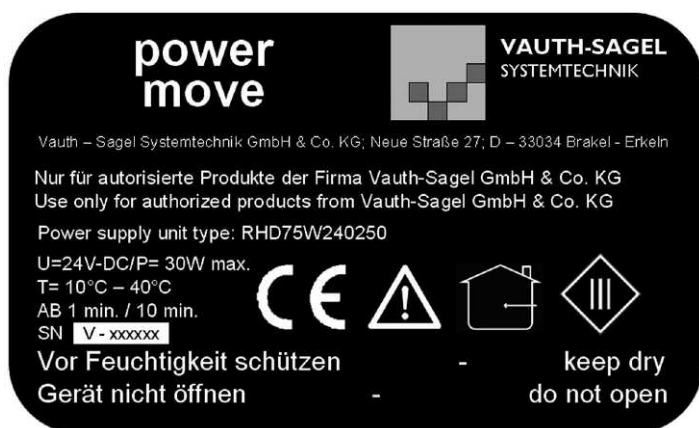 power
move
VAUTH-SAGEL
SYSTEMTECHNIK
Vauth – Sagel Systemtechnik GmbH & Co. KG; Neue Straße 27; D – 33034 Brakel - Erkeln
Nur für autorisierte Produkte der Firma Vauth-Sagel GmbH & Co. KG
Use only for authorized products from Vauth-Sagel GmbH & Co. KG
Power supply unit type: RHD75W240250
U=24V-DC/P= 30W max.
T= 10°C – 40°C
AB 1 min. / 10 min.
SN V - xxxxxx
CE
III
Vor Feuchtigkeit schützen - keep dry
Gerät nicht öffnen - do not open